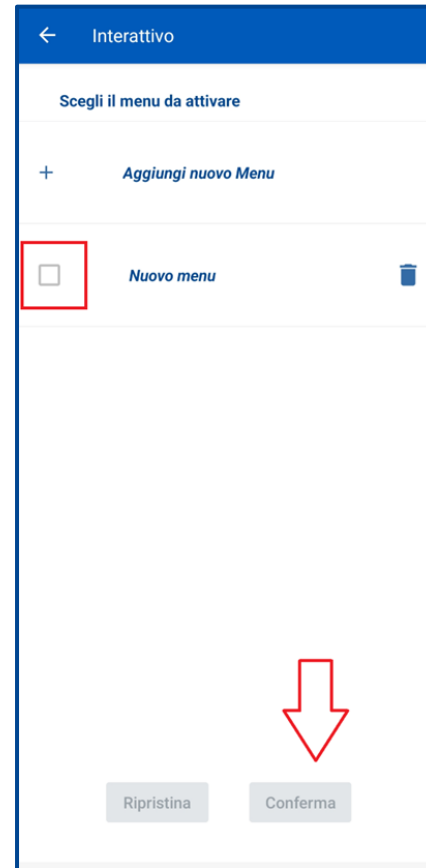 Interattivo
Scegli il menu da attivare
Aggiungi nuovo Menu
Nuovo menu
Ripristina Conferma